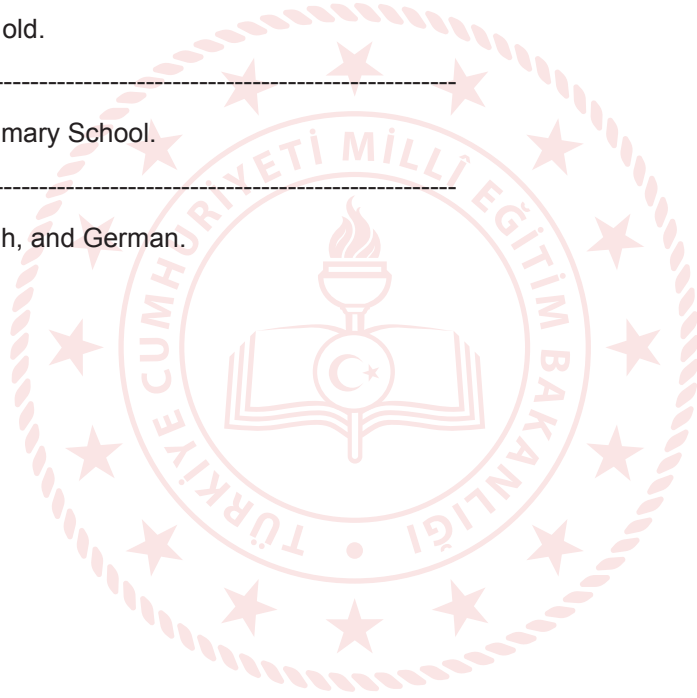 old.
------------------------------------------------------------
mary School.
------------------------------------------------------------
h, and German.
TÜRKİYE CUMHURİYETİ MİLLÎ EĞİTİM BAKANLIĞI